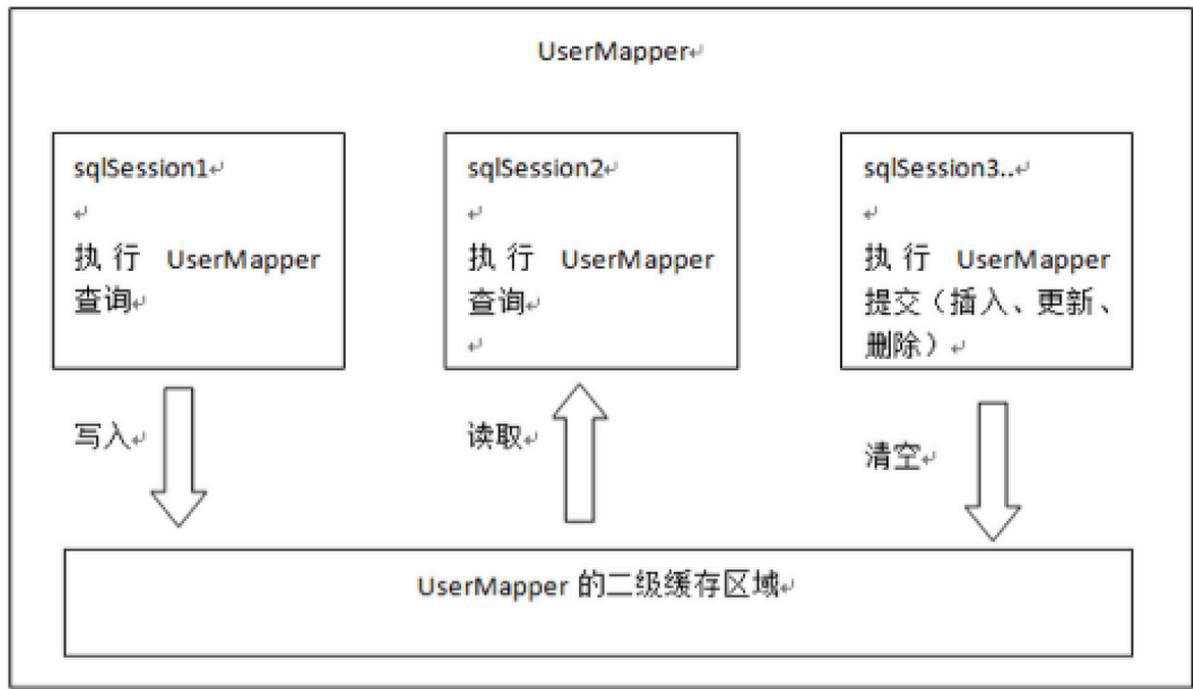 UserMapper↵
sqlSession1↵
↵
执行 UserMapper
查询↵
sqlSession2↵
↵
执行 UserMapper
查询↵
↵
sqlSession3..↵
↵
执行 UserMapper
提交（插入、更新、
删除）↵
写入↵
读取↵
清空↵
UserMapper 的二级缓存区域↵